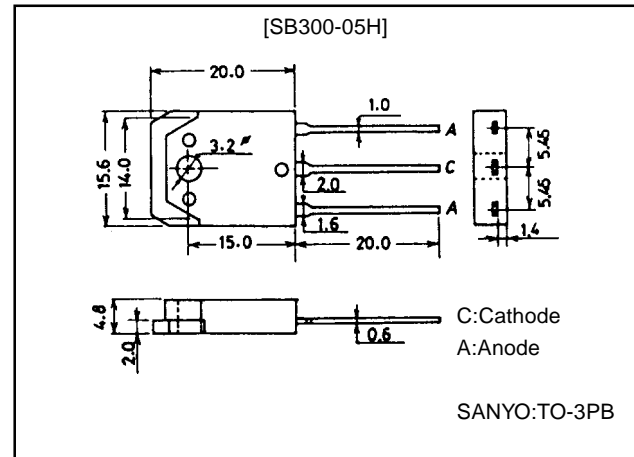 [SB300-05H]
20.0
1.0
A
3.2ø
C
15.6
14.0
2.0
5.45
5.45
A
1.6
15.0
20.0
1.4
4.8
2.0
0.6
C:Cathode
A:Anode
SANYO:TO-3PB